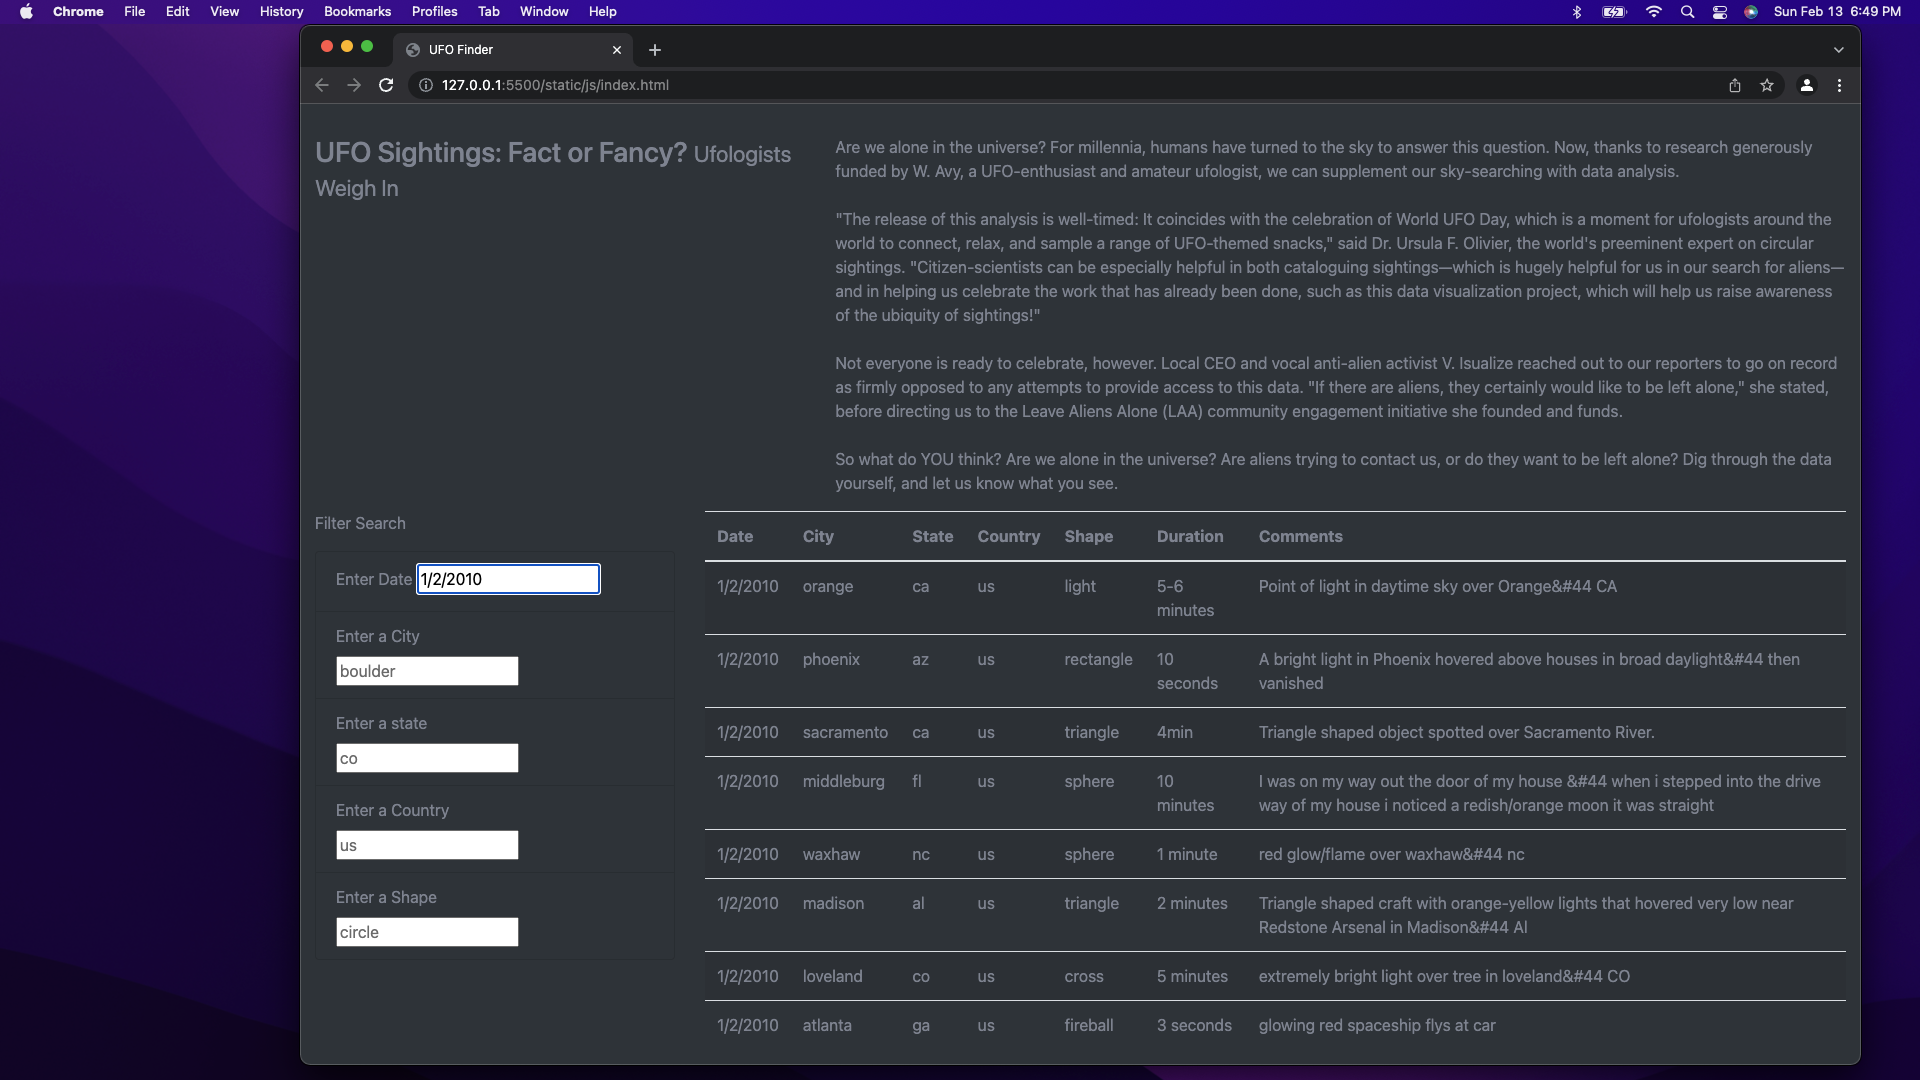 Chrome File Edit View History Bookmarks Profiles Tab Window Help Sun Feb 13 6:49 PM
UFO Finder
127.0.0.1:5500/static/js/index.html
UFO Sightings: Fact or Fancy? Ufologists
Weigh In
Are we alone in the universe? For millennia, humans have turned to the sky to answer this question. Now, thanks to research generously
funded by W. Avy, a UFO-enthusiast and amateur ufologist, we can supplement our sky-searching with data analysis.
"The release of this analysis is well-timed: It coincides with the celebration of World UFO Day, which is a moment for ufologists around the
world to connect, relax, and sample a range of UFO-themed snacks," said Dr. Ursula F. Olivier, the world's preeminent expert on circular
sightings. "Citizen-scientists can be especially helpful in both cataloguing sightings—which is hugely helpful for us in our search for aliens—
and in helping us celebrate the work that has already been done, such as this data visualization project, which will help us raise awareness
of the ubiquity of sightings!"
Not everyone is ready to celebrate, however. Local CEO and vocal anti-alien activist V. Isualize reached out to our reporters to go on record
as firmly opposed to any attempts to provide access to this data. "If there are aliens, they certainly would like to be left alone," she stated,
before directing us to the Leave Aliens Alone (LAA) community engagement initiative she founded and funds.
So what do YOU think? Are we alone in the universe? Are aliens trying to contact us, or do they want to be left alone? Dig through the data
yourself, and let us know what you see.
Filter Search
Enter Date 1/2/2010
Enter a City
boulder
Enter a state
co
Enter a Country
us
Enter a Shape
circle
Date City State Country Shape Duration Comments
1/2/2010 orange ca us light 5-6 Point of light in daytime sky over Orange&#44 CA
minutes
1/2/2010 phoenix az us rectangle 10 A bright light in Phoenix hovered above houses in broad daylight&#44 then
seconds vanished
1/2/2010 sacramento ca us triangle 4min Triangle shaped object spotted over Sacramento River.
1/2/2010 middleburg fl us sphere 10 I was on my way out the door of my house &#44 when i stepped into the drive
minutes way of my house i noticed a redish/orange moon it was straight
1/2/2010 waxhaw nc us sphere 1 minute red glow/flame over waxhaw&#44 nc
1/2/2010 madison al us triangle 2 minutes Triangle shaped craft with orange-yellow lights that hovered very low near
Redstone Arsenal in Madison&#44 Al
1/2/2010 loveland co us cross 5 minutes extremely bright light over tree in loveland&#44 CO
1/2/2010 atlanta ga us fireball 3 seconds glowing red spaceship flys at car